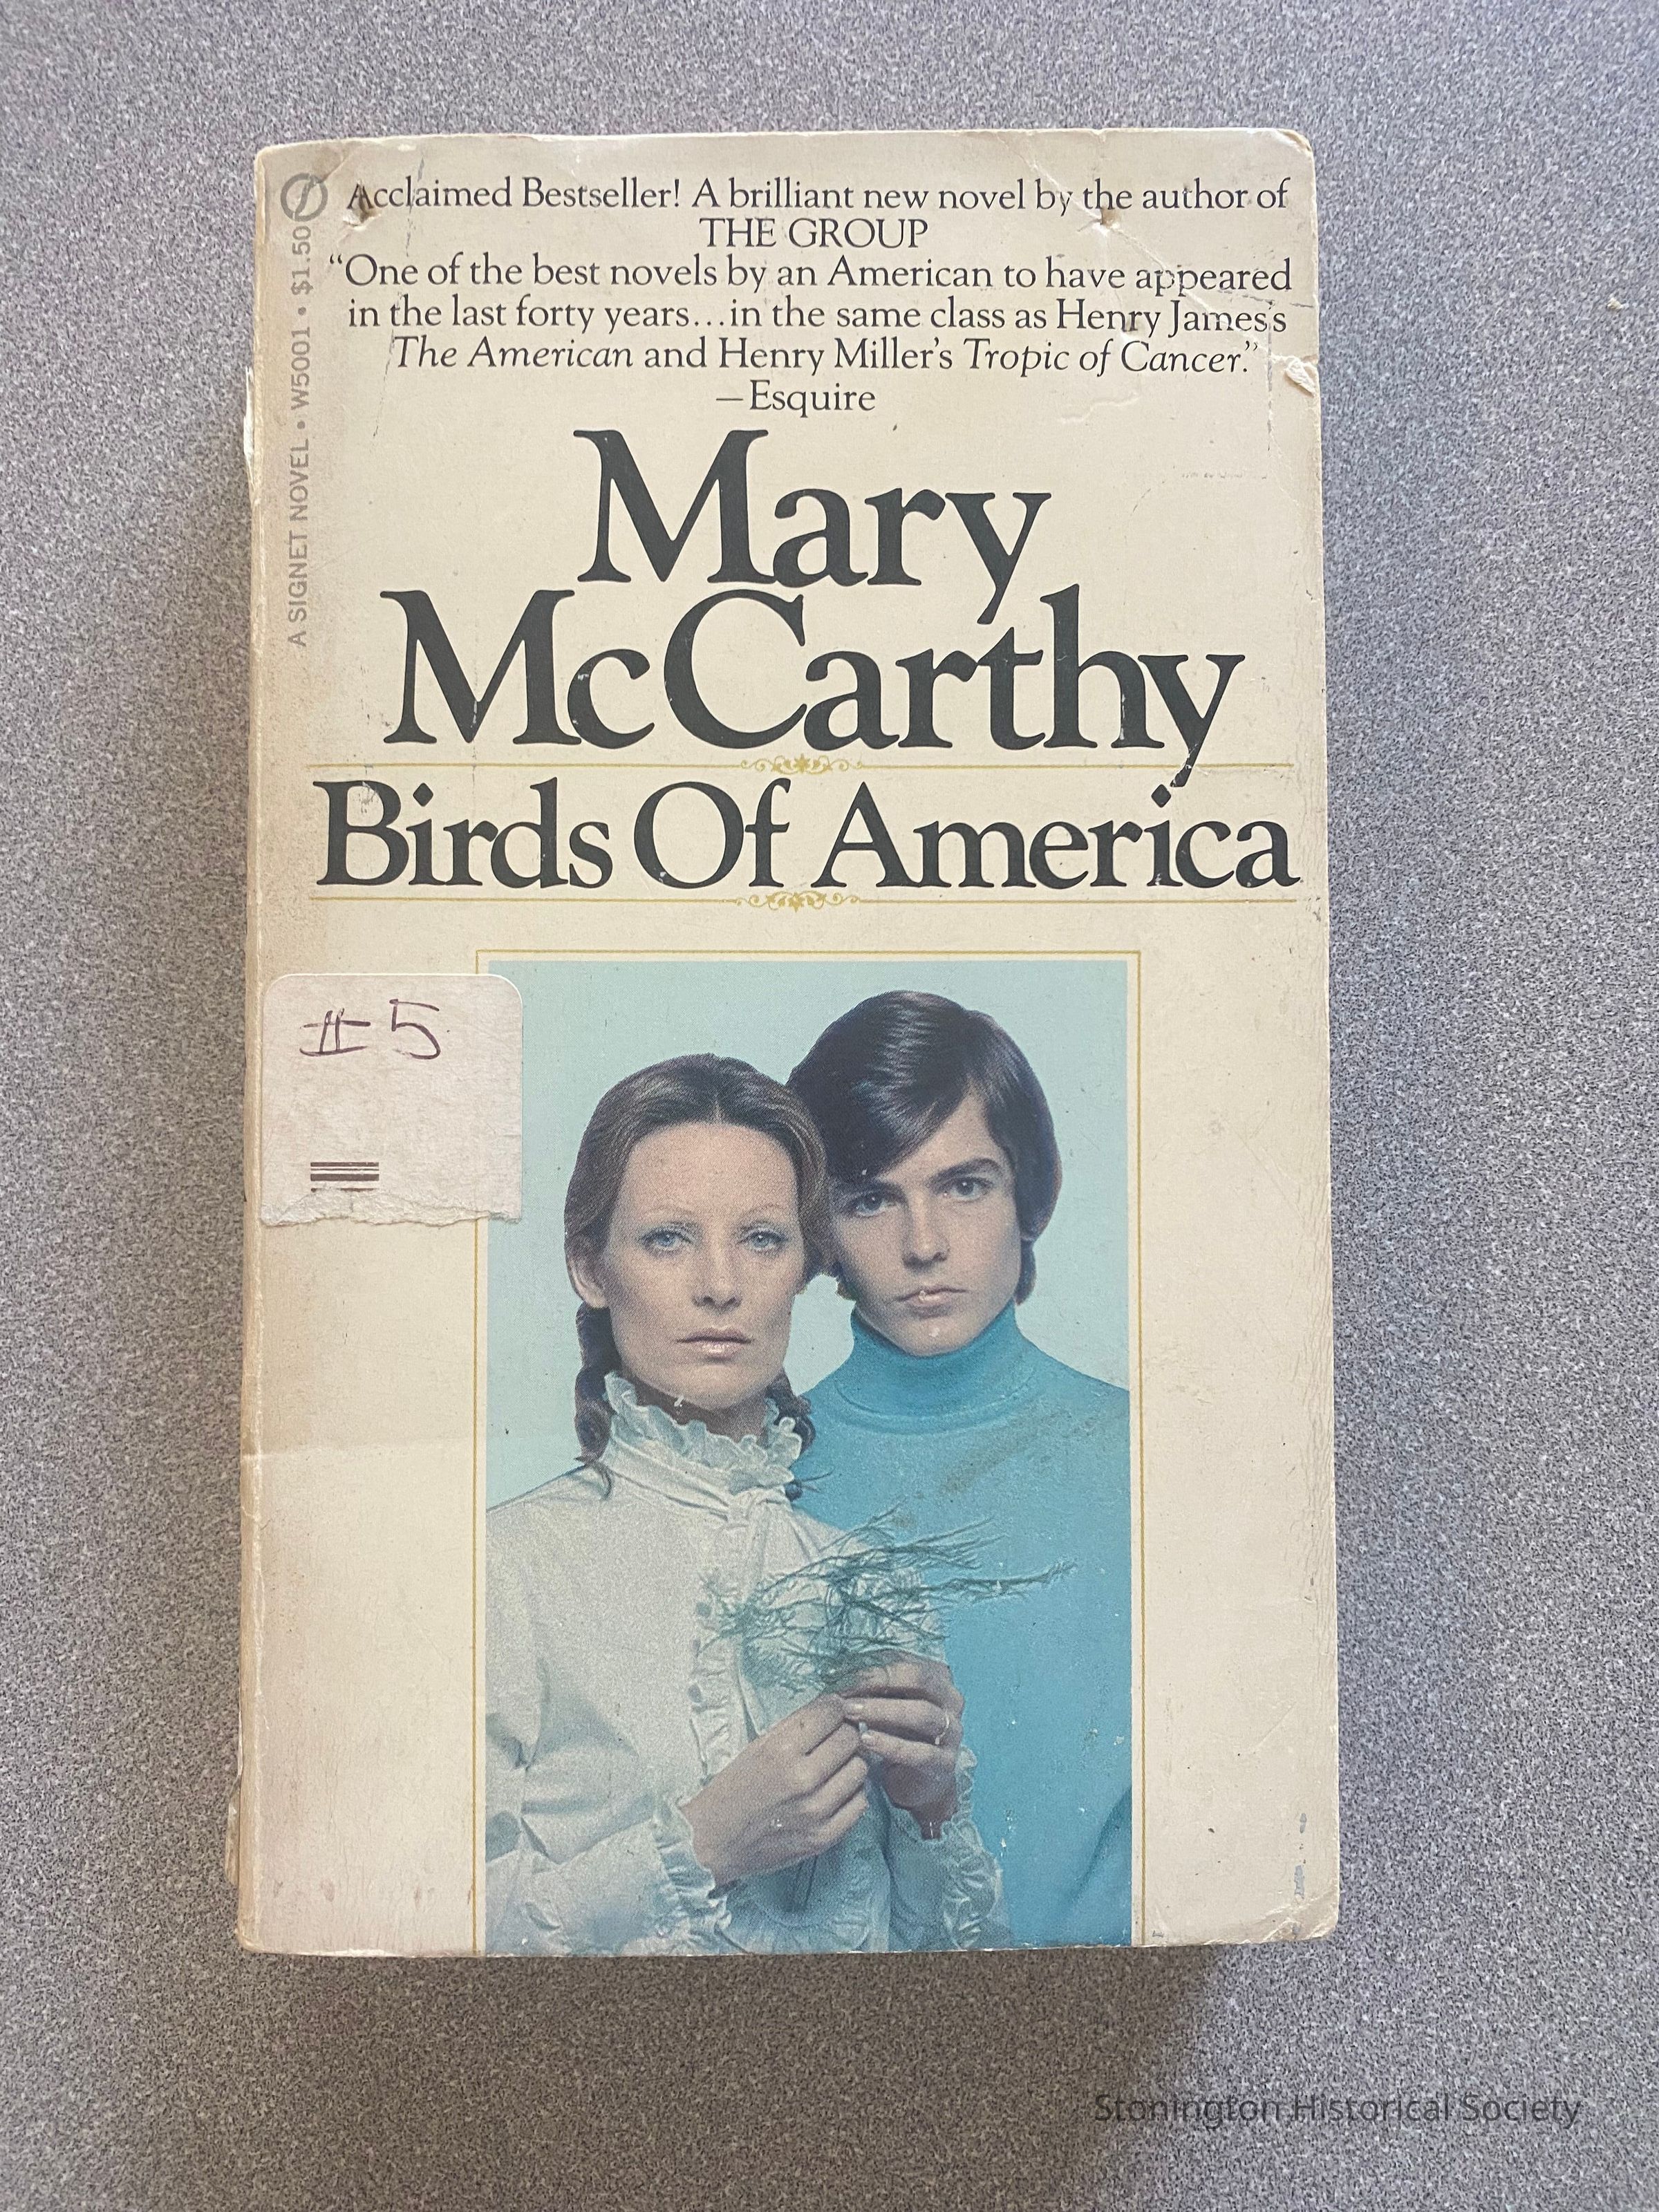 Acclaimed Bestseller! A brilliant new novel by the author of
THE GROUP
“One of the best novels by an American to have appeared
in the last forty years...in the same class as Henry James's
The American and Henry Miller's Tropic of Cancer.”
—Esquire
A SIGNET NOVEL • W5001 • $1.50
Mary
McCarthy
Birds Of America
#5
Stonington Historical Society